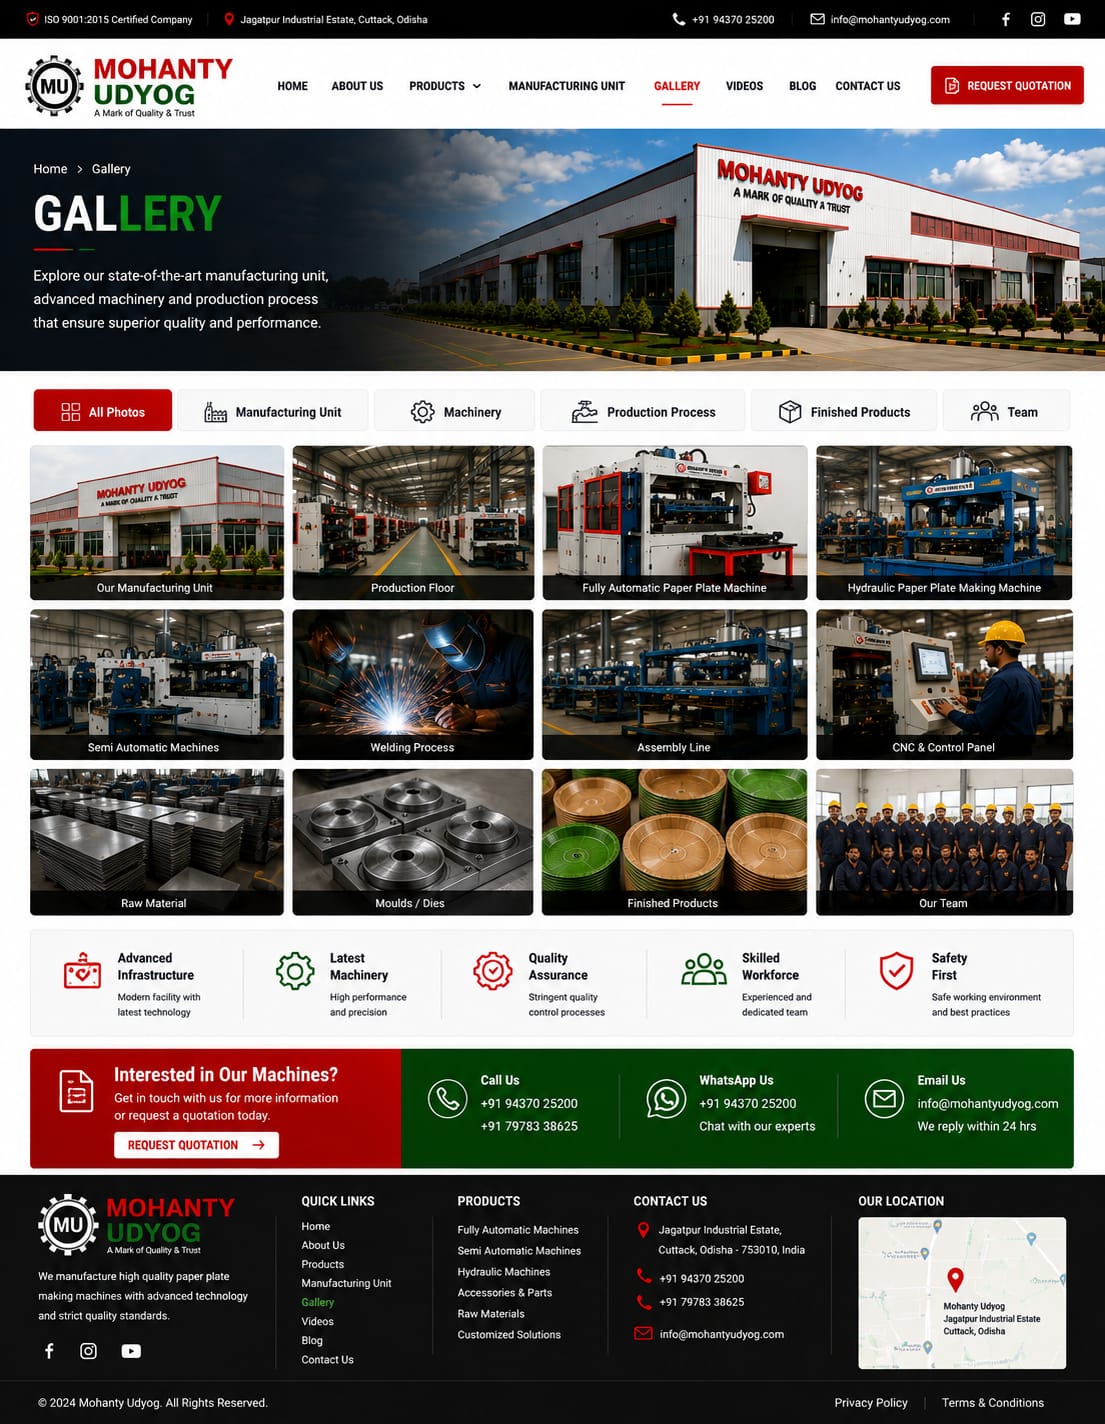 ISO 9001:2015 Certified Company
Jagatpur Industrial Estate, Cuttack, Odisha
+91 94370 25200
info@mohantyudyog.com
MU
MOHANTY
UDYOG
A Mark of Quality & Trust
HOME
ABOUT US
PRODUCTS
MANUFACTURING UNIT
GALLERY
VIDEOS
BLOG
CONTACT US
REQUEST QUOTATION
Home > Gallery
GALLERY
Explore our state-of-the-art manufacturing unit,
advanced machinery and production process
that ensure superior quality and performance.
MOHANTY UDYOG
A MARK OF QUALITY & TRUST
All Photos
Manufacturing Unit
Machinery
Production Process
Finished Products
Team
MOHANTY UDYOG
A MARK OF QUALITY & TRUST
Our Manufacturing Unit
Production Floor
Fully Automatic Paper Plate Machine
Hydraulic Paper Plate Making Machine
Semi Automatic Machines
Welding Process
Assembly Line
CNC & Control Panel
Raw Material
Moulds / Dies
Finished Products
Our Team
Advanced
Infrastructure
Modern facility with
latest technology
Latest
Machinery
High performance
and precision
Quality
Assurance
Stringent quality
control processes
Skilled
Workforce
Experienced and
dedicated team
Safety
First
Safe working environment
and best practices
Interested in Our Machines?
Get in touch with us for more information
or request a quotation today.
REQUEST QUOTATION
Call Us
+91 94370 25200
+91 79783 38625
WhatsApp Us
+91 94370 25200
Chat with our experts
Email Us
info@mohantyudyog.com
We reply within 24 hrs
MU
MOHANTY
UDYOG
A Mark of Quality & Trust
We manufacture high quality paper plate
making machines with advanced technology
and strict quality standards.
QUICK LINKS
Home
About Us
Products
Manufacturing Unit
Gallery
Videos
Blog
Contact Us
PRODUCTS
Fully Automatic Machines
Semi Automatic Machines
Hydraulic Machines
Accessories & Parts
Raw Materials
Customized Solutions
CONTACT US
Jagatpur Industrial Estate,
Cuttack, Odisha - 753010, India
+91 94370 25200
+91 79783 38625
info@mohantyudyog.com
OUR LOCATION
Mohanty Udyog
Jagatpur Industrial Estate
Cuttack, Odisha
© 2024 Mohanty Udyog. All Rights Reserved.
Privacy Policy
Terms & Conditions